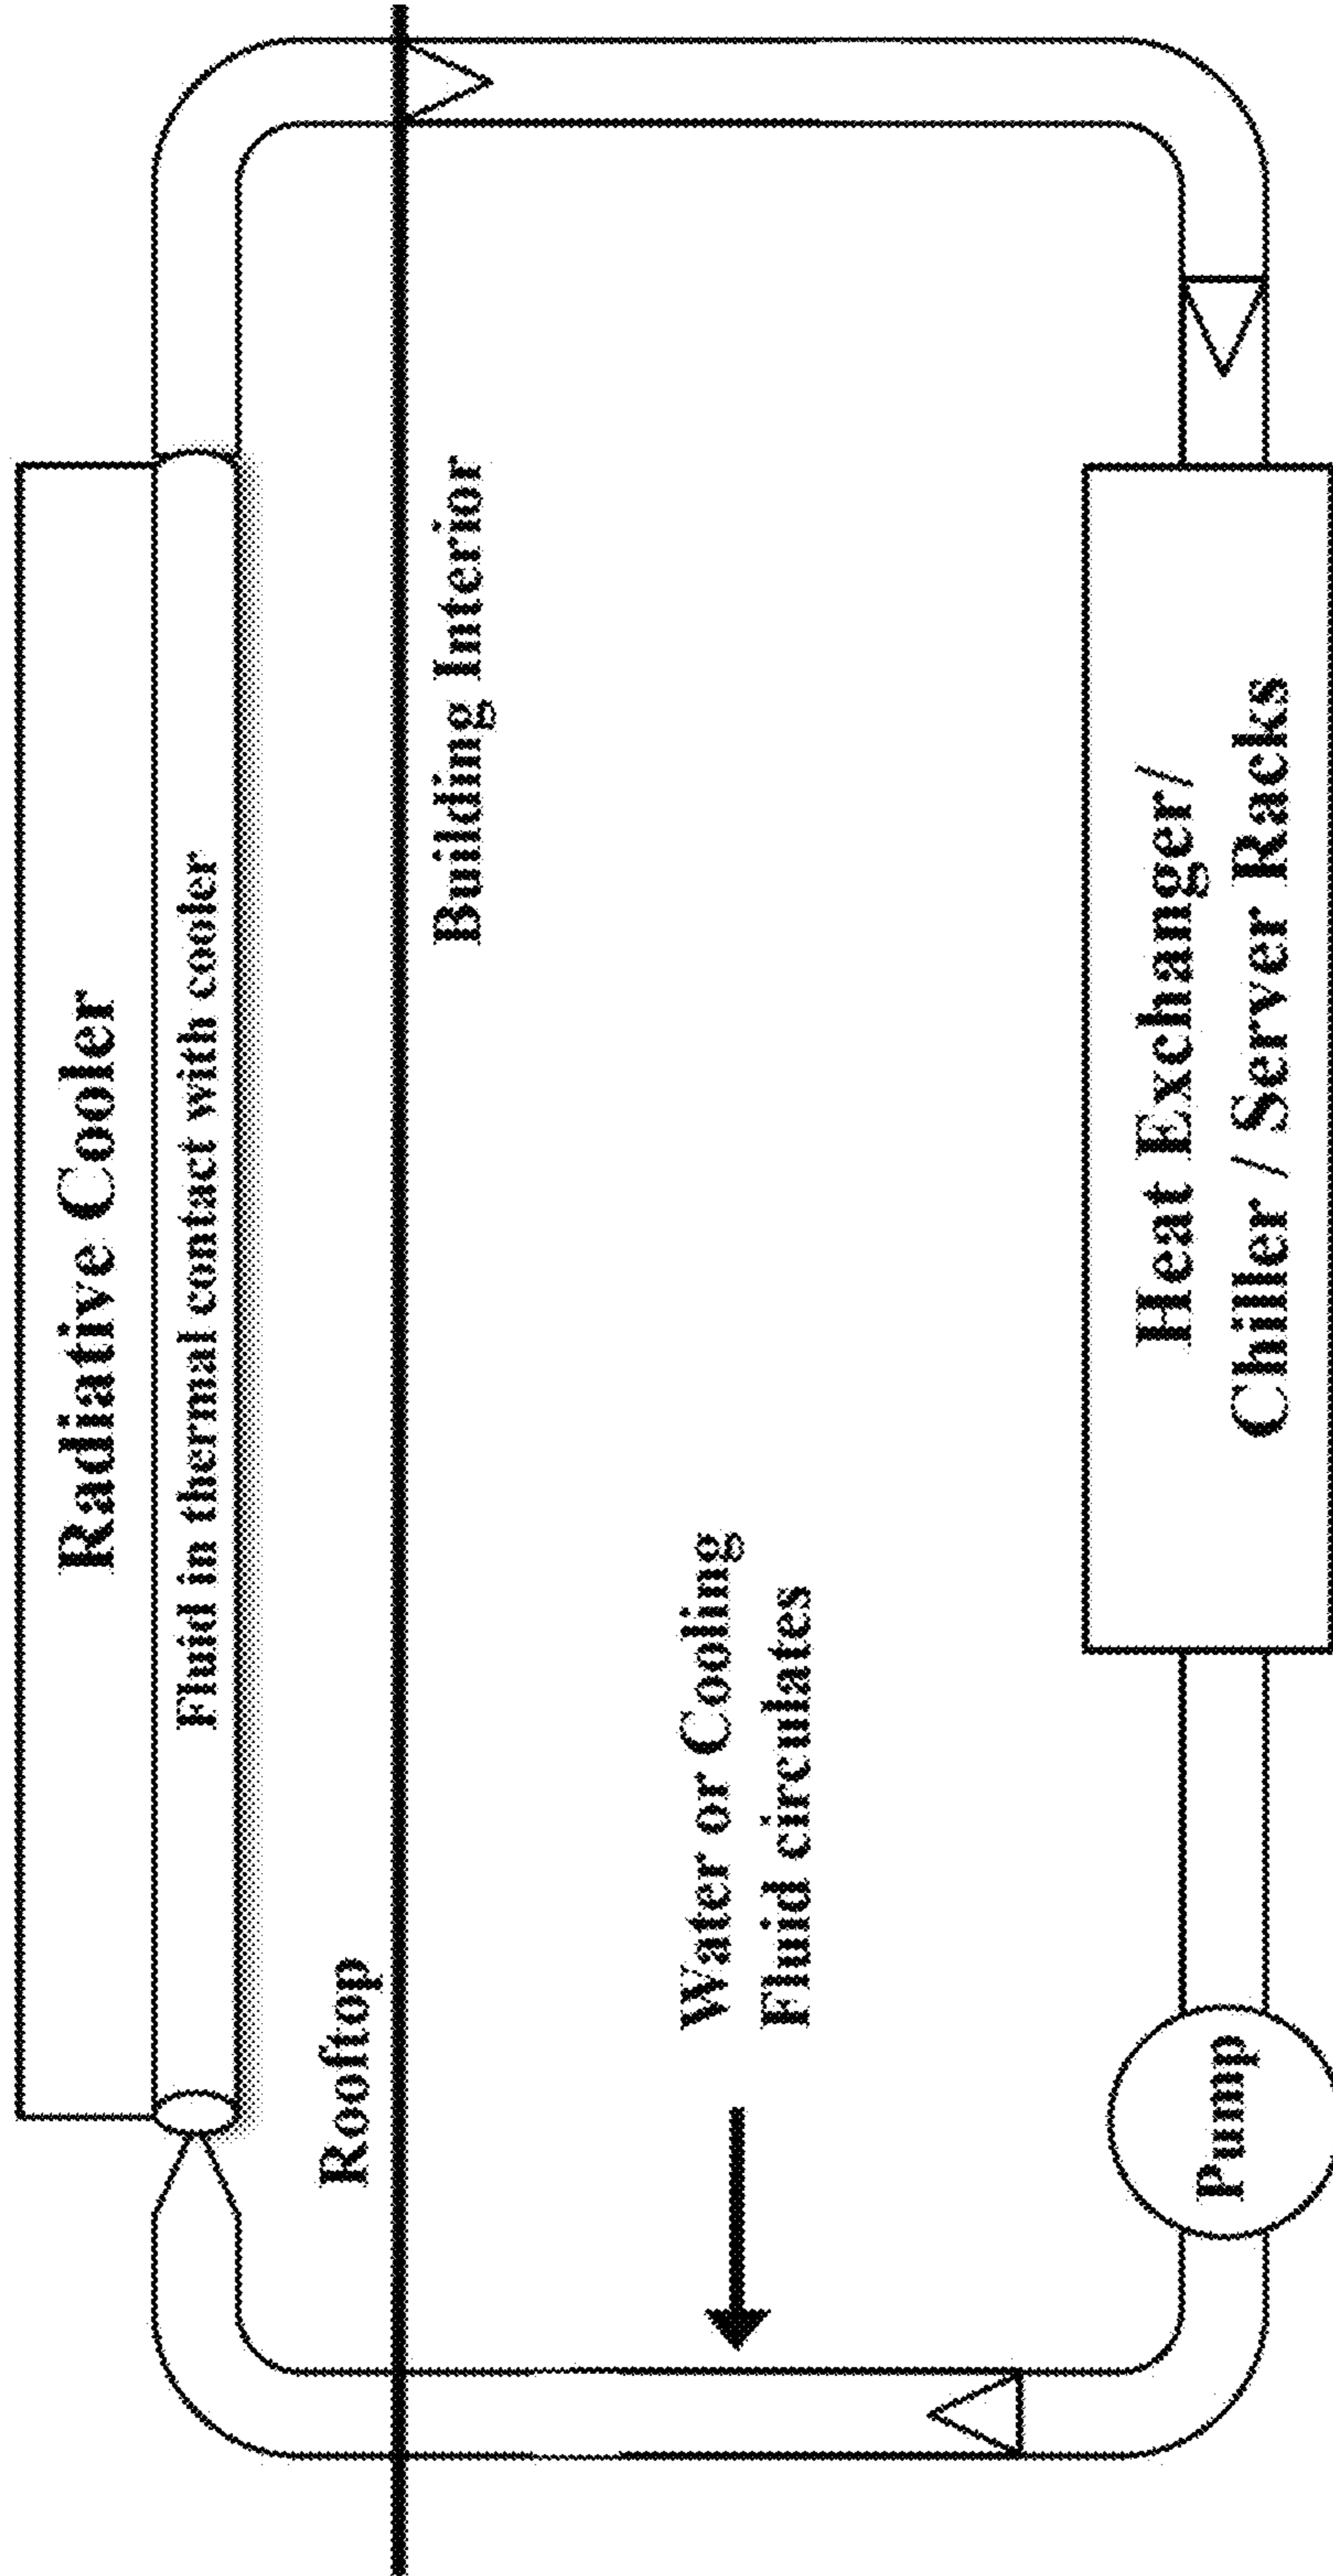 Radiative Cooler
Fluid in thermal contact with cooler
Rooftop
Building Interior
Water or Cooling
Fluid circulates
Pump
Heat Exchanger/
Chiller / Server Racks